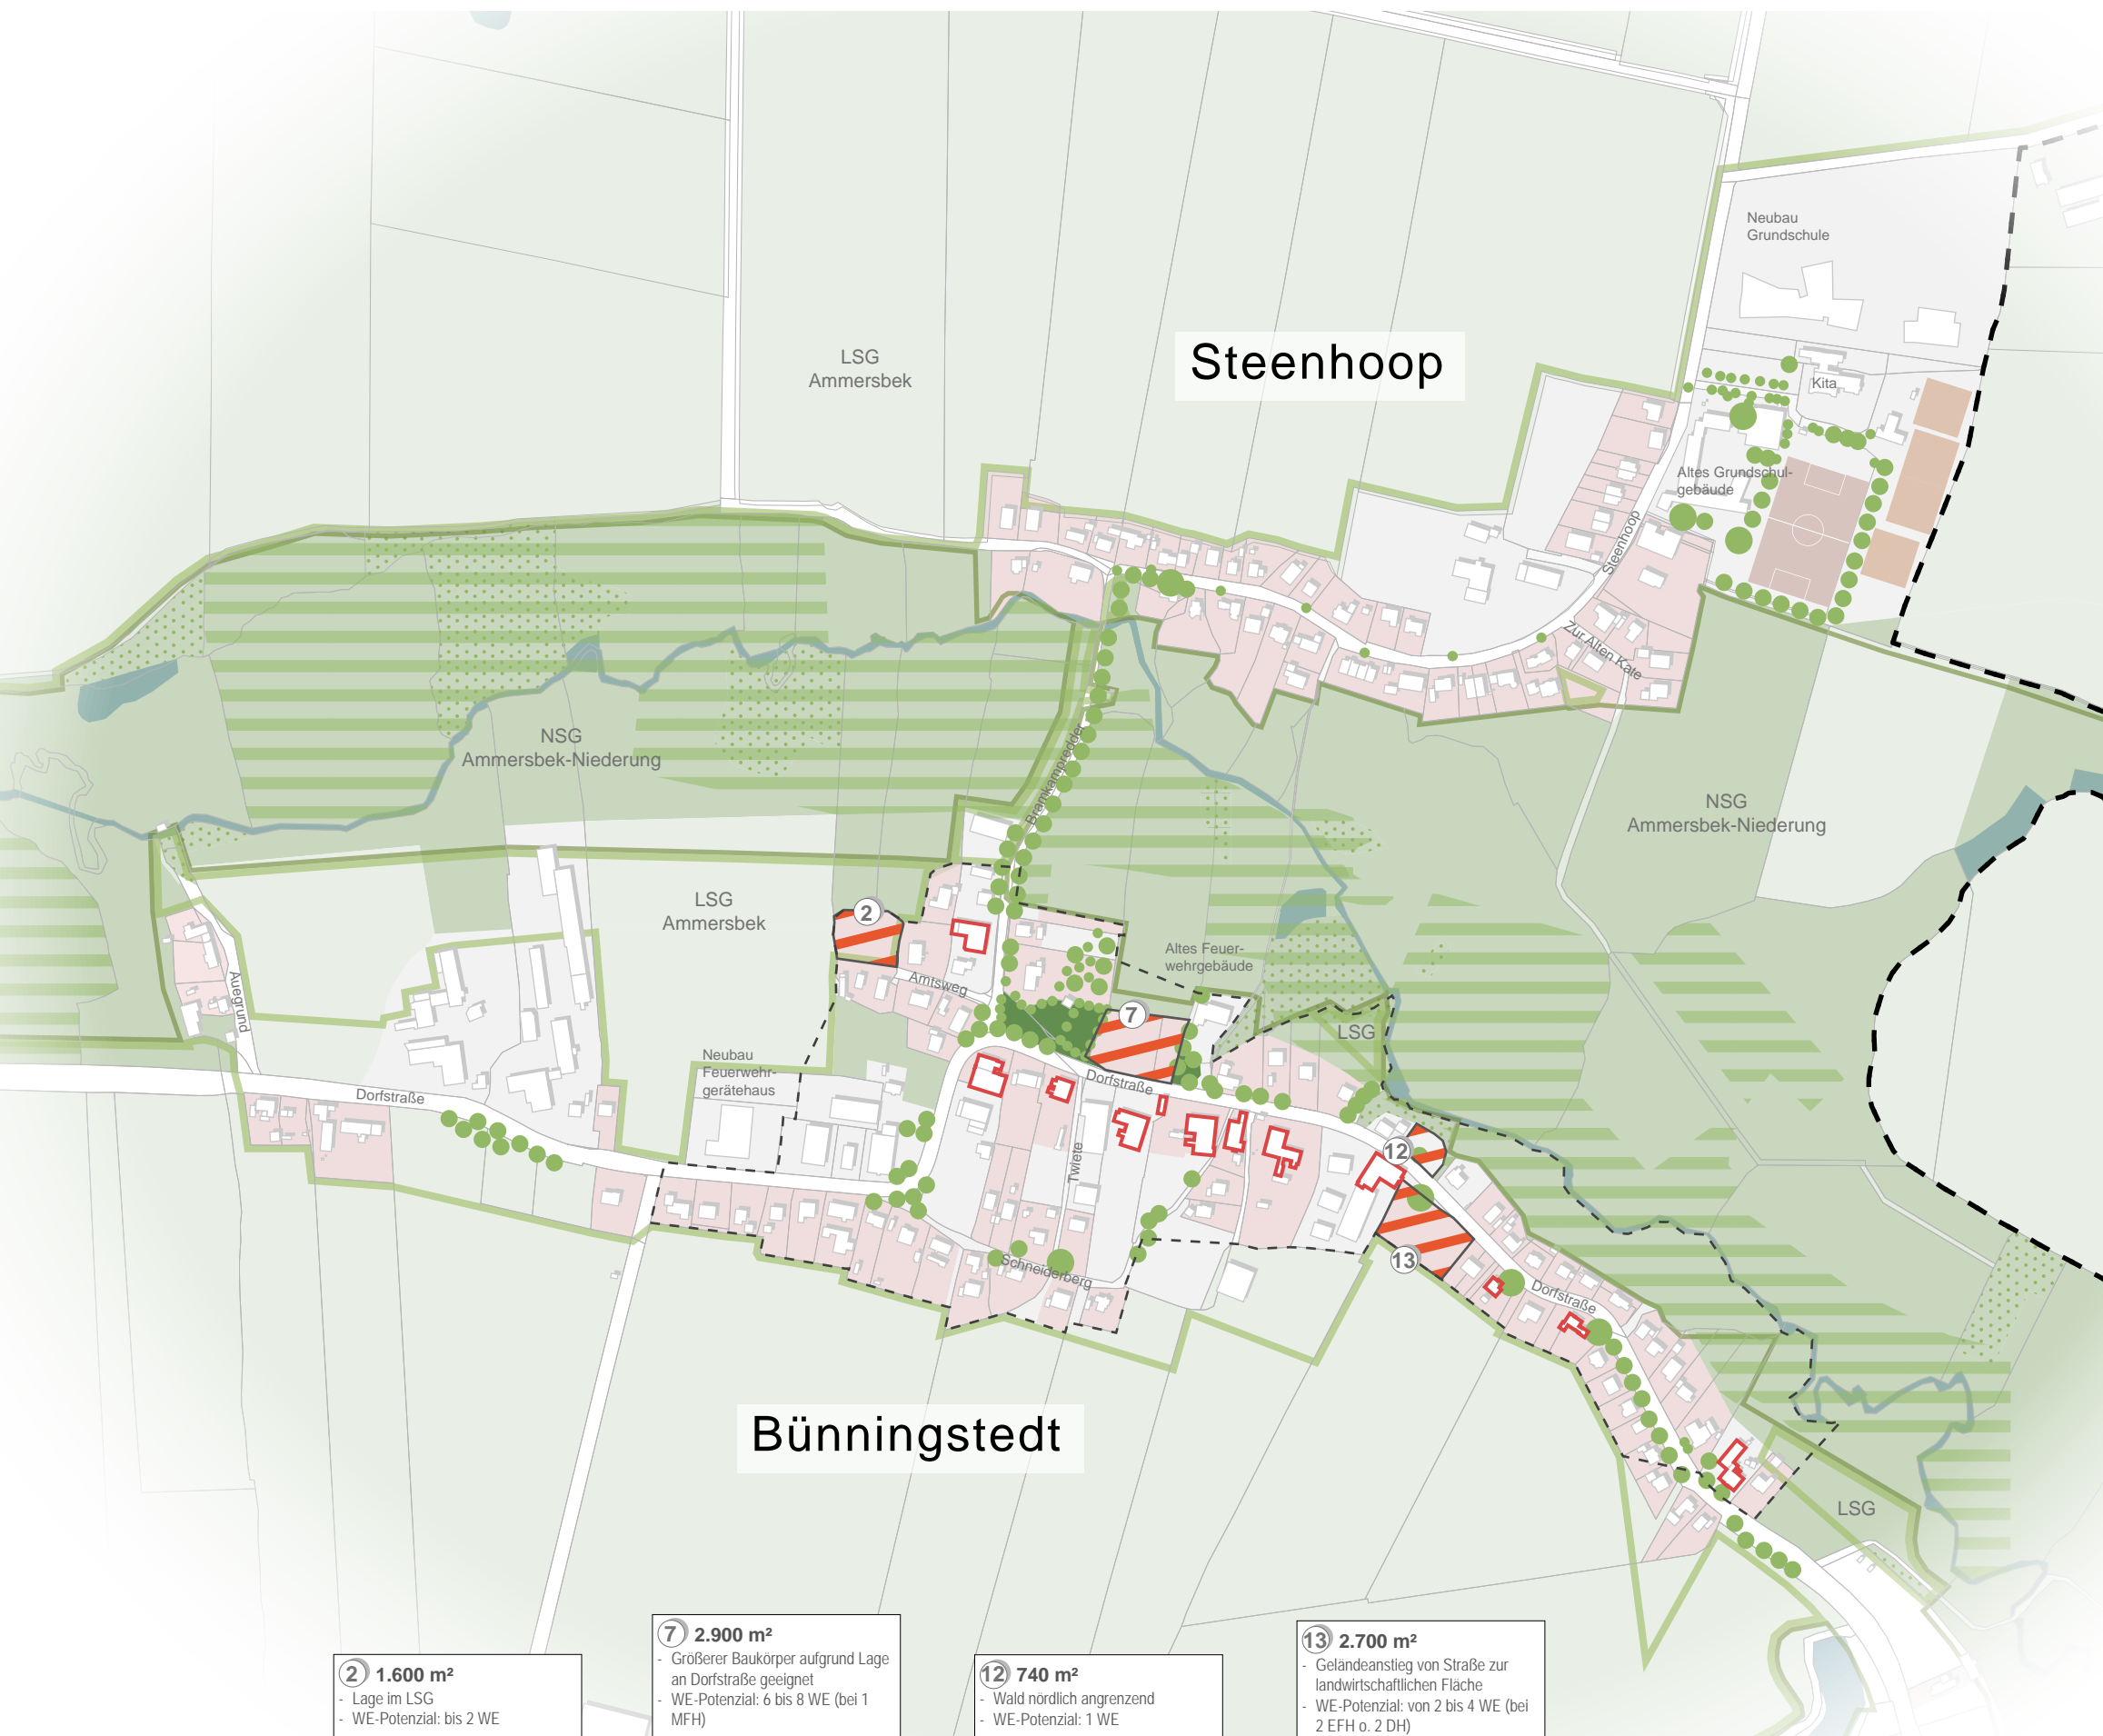 Neubau
Grundschule
Steenhoop
LSG
Ammersbek
Kita
Altes Grundschul-
gebäude
Steenhoop
Zur Alten Kate
NSG
Ammersbek-Niederung
Bramkampredder
NSG
Ammersbek-Niederung
LSG
Ammersbek
2
Altes Feuer-
wehrgebäude
Amtsweg
Auegrund
7
LSG
Neubau
Feuerwehr-
gerätehaus
Dorfstraße
Dorfstraße
Twiete
12
Schneiderberg
13
Dorfstraße
Bünningstedt
LSG
2 1.600 m²
- Lage im LSG
- WE-Potenzial: bis 2 WE
7 2.900 m²
- Größerer Baukörper aufgrund Lage
an Dorfstraße geeignet
- WE-Potenzial: 6 bis 8 WE (bei 1
MFH)
12 740 m²
- Wald nördlich angrenzend
- WE-Potenzial: 1 WE
13 2.700 m²
- Geländeanstieg von Straße zur
landwirtschaftlichen Fläche
- WE-Potenzial: von 2 bis 4 WE (bei
2 EFH o. 2 DH)